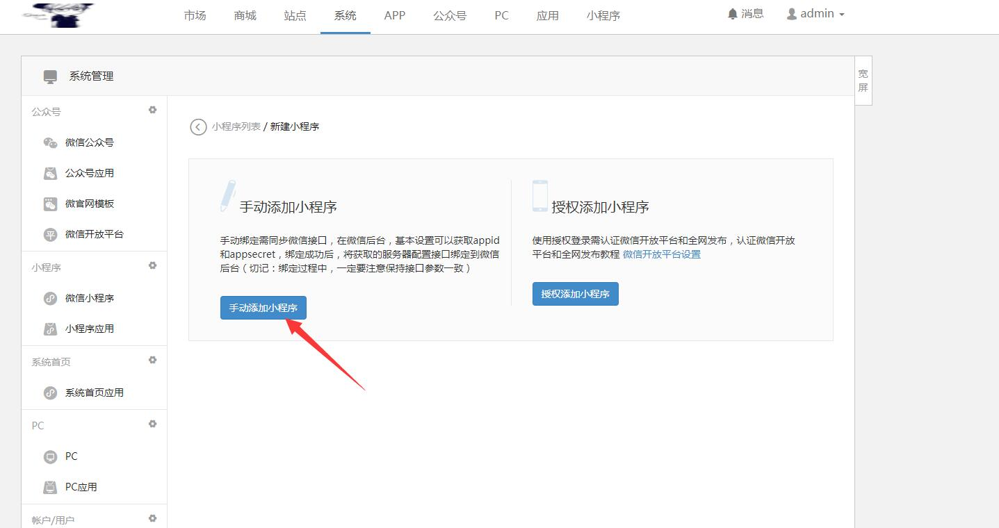 市场 商城 站点 系统 APP 公众号 PC 应用 小程序 消息 admin
系统管理
宽
屏
公众号
微信公众号
公众号应用
微官网模板
微信开放平台
小程序
微信小程序
小程序应用
系统首页
系统首页应用
PC
PC
PC应用
帐户/用户
小程序列表 / 新建小程序
手动添加小程序
手动绑定需同步微信接口，在微信后台，基本设置可以获取appid
和appsecret，绑定成功后，将获取的服务器配置接口绑定到微信
后台（切记：绑定过程中，一定要注意保持接口参数一致）
手动添加小程序
授权添加小程序
使用授权登录需认证微信开放平台和全网发布，认证微信开放
平台和全网发布教程 微信开放平台设置
授权添加小程序